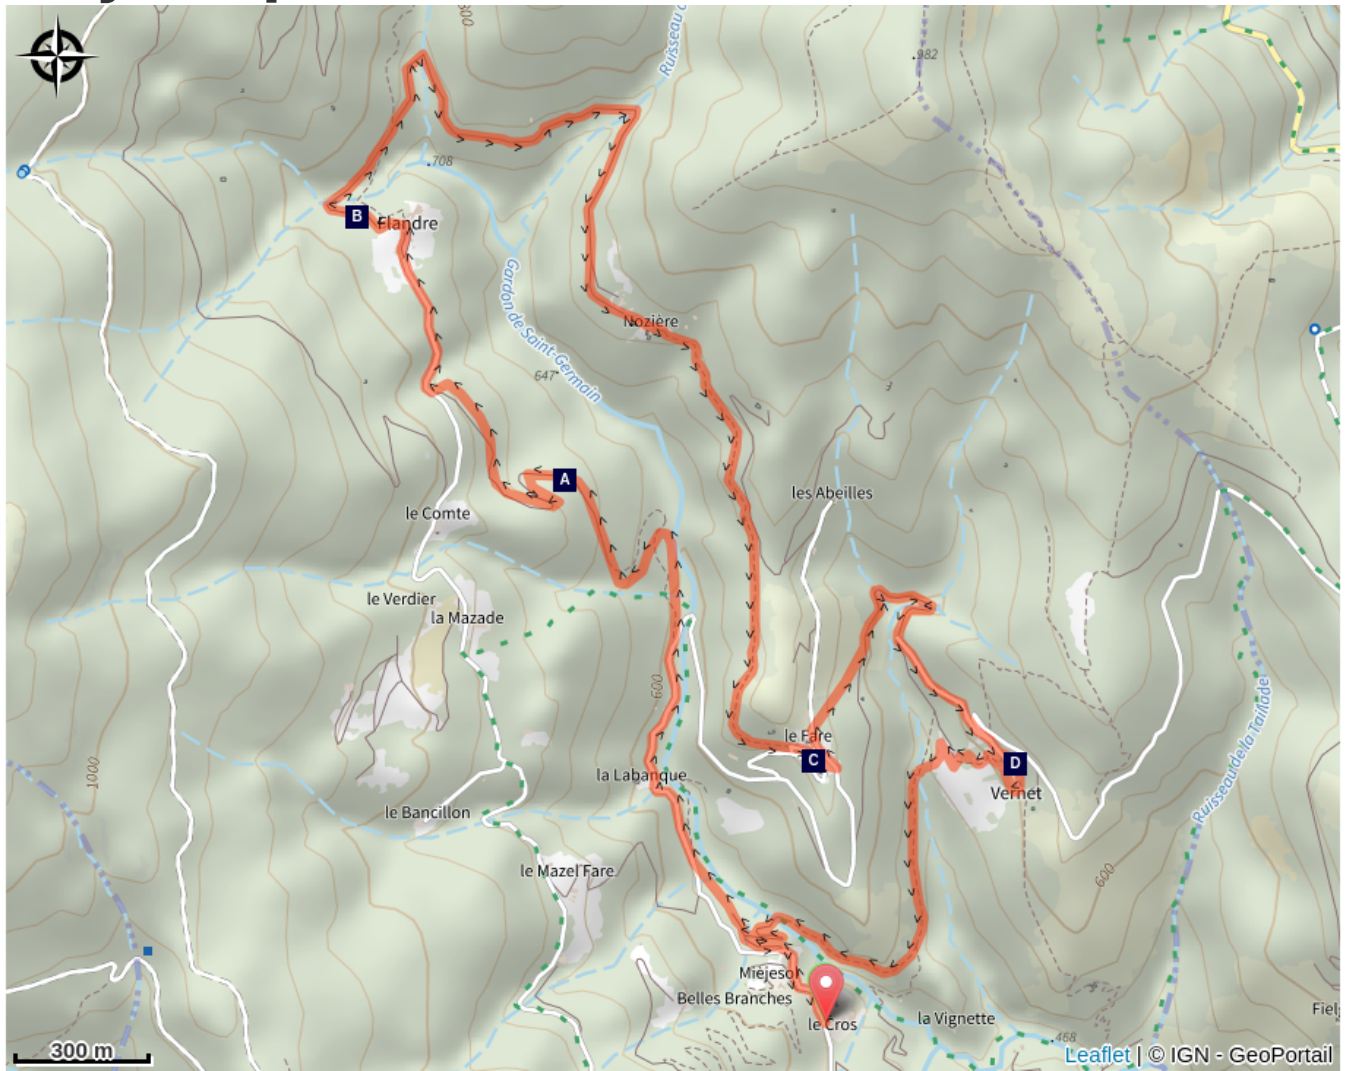 800
Ruisseau d
982
708
B
Flandre
Gardon de Saint-Germain
Nozière
647
A
les Abeilles
le Comte
le Verdier
la Mazade
600
le Fare
C
la Labanque
D
Vernet
Ruisseau de la Taillade
1000
le Bancillon
le Mazel Fare
600
Mièjesol
Belles Branches
le Cros
la Vignette
Fiel
468
300 m
Leaflet | © IGN - GeoPortail